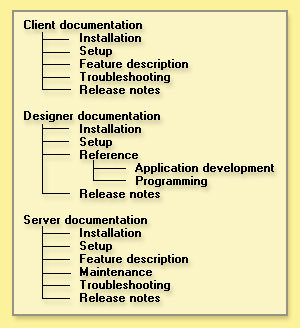 Client documentation
Installation
Setup
Feature description
Troubleshooting
Release notes
Designer documentation
Installation
Setup
Reference
Application development
Programming
Release notes
Server documentation
Installation
Setup
Feature description
Maintenance
Troubleshooting
Release notes